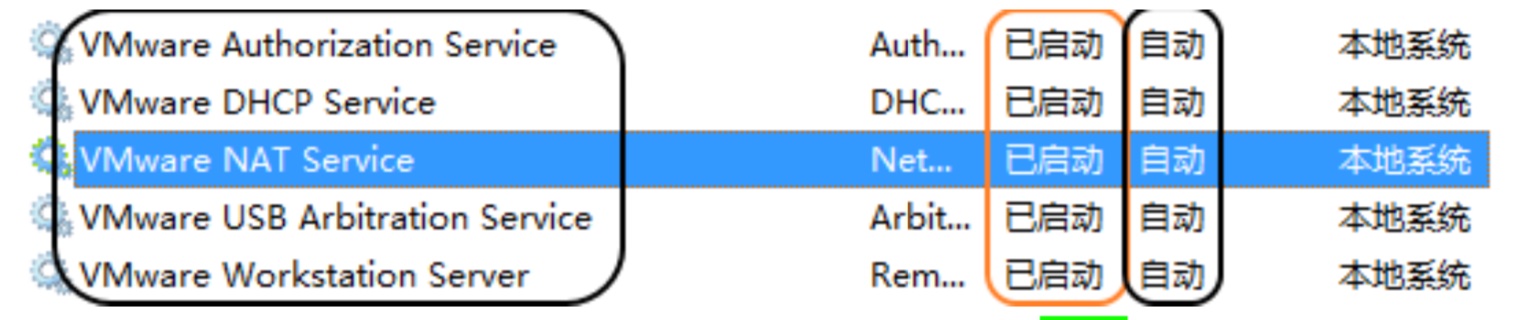 VMware Authorization Service Auth... 已启动 自动 本地系统
VMware DHCP Service DHC... 已启动 自动 本地系统
VMware NAT Service Net... 已启动 自动 本地系统
VMware USB Arbitration Service Arbit... 已启动 自动 本地系统
VMware Workstation Server Rem... 已启动 自动 本地系统